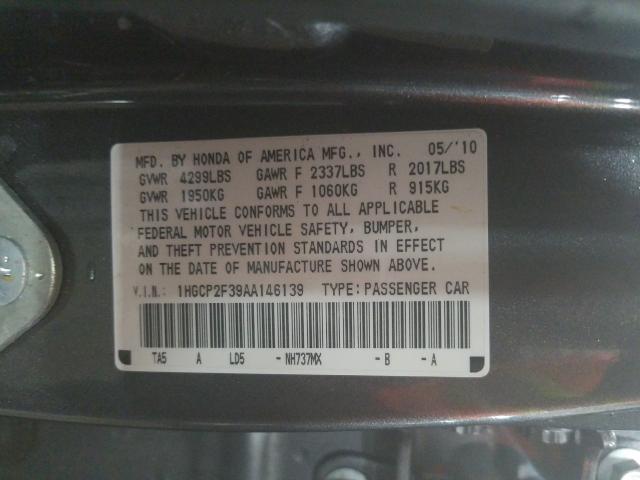 MFD. BY HONDA OF AMERICA MFG., INC. 05/'10
GVWR 4299LBS GAWR F 2337LBS R 2017LBS
GVWR 1950KG GAWR F 1060KG R 915KG
THIS VEHICLE CONFORMS TO ALL APPLICABLE
FEDERAL MOTOR VEHICLE SAFETY, BUMPER,
AND THEFT PREVENTION STANDARDS IN EFFECT
ON THE DATE OF MANUFACTURE SHOWN ABOVE.
V.I.N.: 1HGCP2F39AA146139 TYPE: PASSENGER CAR
TA5 A LD5 - NH737MX - B - A